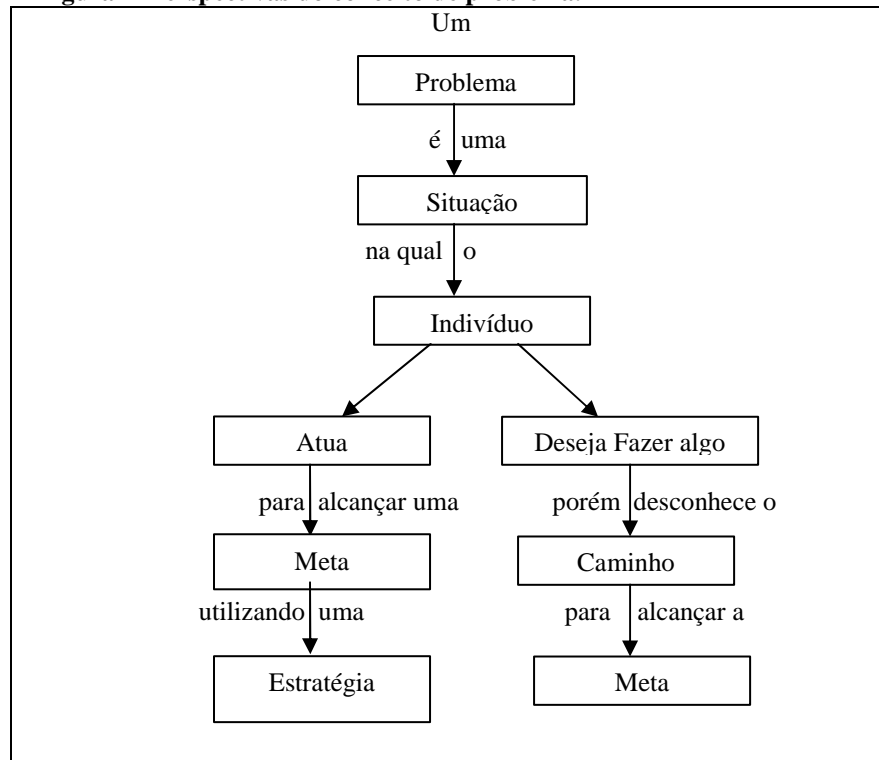 Um
Problema
é uma
Situação
na qual o
Indivíduo
Atua
Deseja Fazer algo
para alcançar uma
porém desconhece o
Meta
Caminho
utilizando uma
para alcançar a
Estratégia
Meta